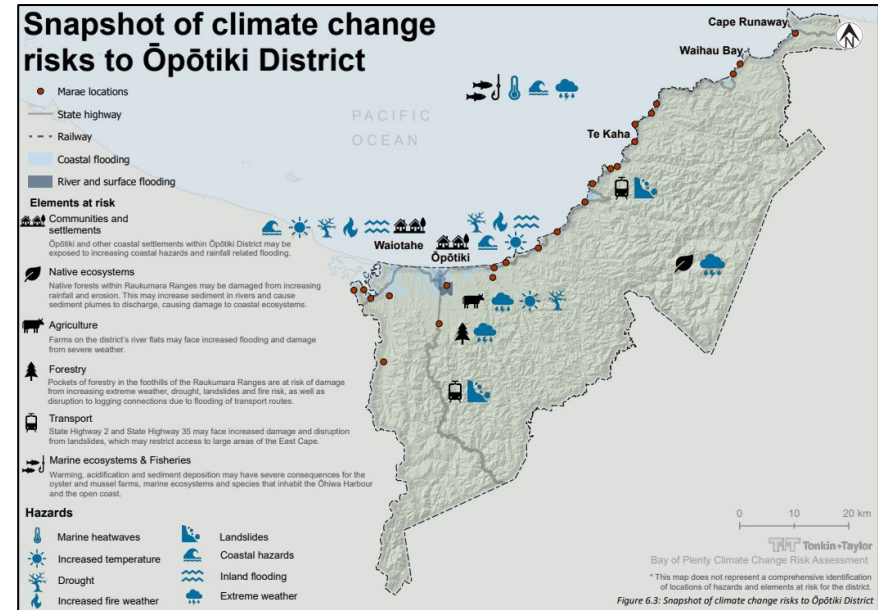 Snapshot of climate change
risks to Ōpōtiki District
Marae locations
State highway
Railway
Coastal flooding
River and surface flooding
Elements at risk
Communities and
settlements
Ōpōtiki and other coastal settlements within Ōpōtiki District may be
exposed to increasing coastal hazards and rainfall related flooding.
Native ecosystems
Native forests within Raukumara Ranges may be damaged from increasing
rainfall and erosion. This may increase sediment in rivers and cause
sediment plumes to discharge, causing damage to coastal ecosystems.
Agriculture
Farms on the district's river flats may face increased flooding and damage
from severe weather.
Forestry
Pockets of forestry in the foothills of the Raukumara Ranges are at risk of damage
from increasing extreme weather, drought, landslides and fire risk, as well as
disruption to logging connections due to flooding of transport routes.
Transport
State Highway 2 and State Highway 35 may face increased damage and disruption
from landslides, which may restrict access to large areas of the East Cape.
Marine ecosystems & Fisheries
Warming, acidification and sediment deposition may have severe consequences for the
oyster and mussel farms, marine ecosystems and species that inhabit the Ōhiwa Harbour
and the open coast.
Hazards
Marine heatwaves
Increased temperature
Drought
Increased fire weather
Landslides
Coastal hazards
Inland flooding
Extreme weather
PACIFIC
OCEAN
Cape Runaway
Waihau Bay
Te Kaha
Waiotahe
Ōpōtiki
N
0 10 20 km
Tonkin+Taylor
Bay of Plenty Climate Change Risk Assessment
* This map does not represent a comprehensive identification
of locations of hazards and elements at risk for the district.
Figure 6.3: Snapshot of climate change risks to Ōpōtiki District